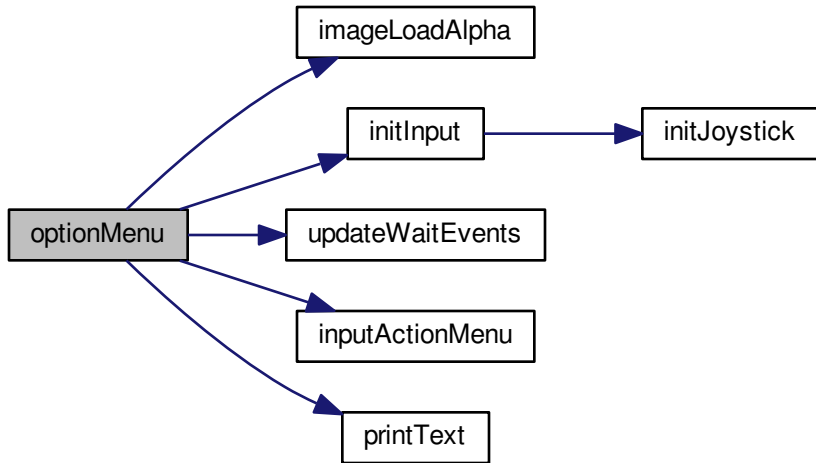 imageLoadAlpha
initInput
initJoystick
optionMenu
updateWaitEvents
inputActionMenu
printText